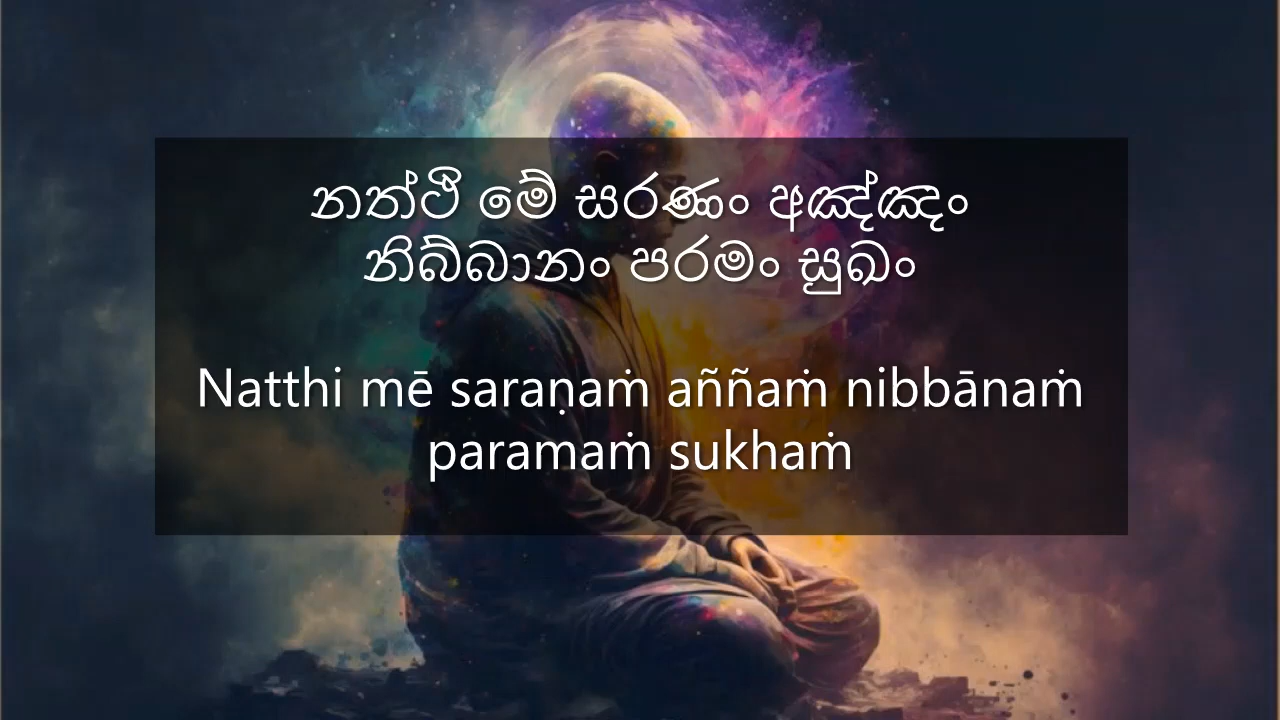 නත්ථි මේ සරණං අඤ්ඤං
නිබ්බානං පරමං සුඛං
Natthi mē saraṇaṁ aññaṁ nibbānaṁ
paramaṁ sukhaṁ